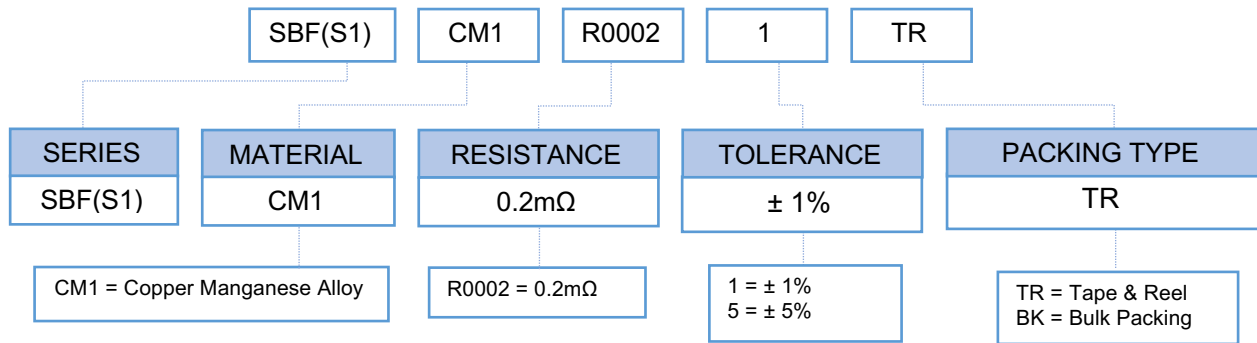 SBF(S1) CM1 R0002 1 TR
SERIES MATERIAL RESISTANCE TOLERANCE PACKING TYPE
SBF(S1) CM1 0.2mΩ ± 1% TR
CM1 = Copper Manganese Alloy
R0002 = 0.2mΩ
1 = ± 1%
5 = ± 5%
TR = Tape & Reel
BK = Bulk Packing